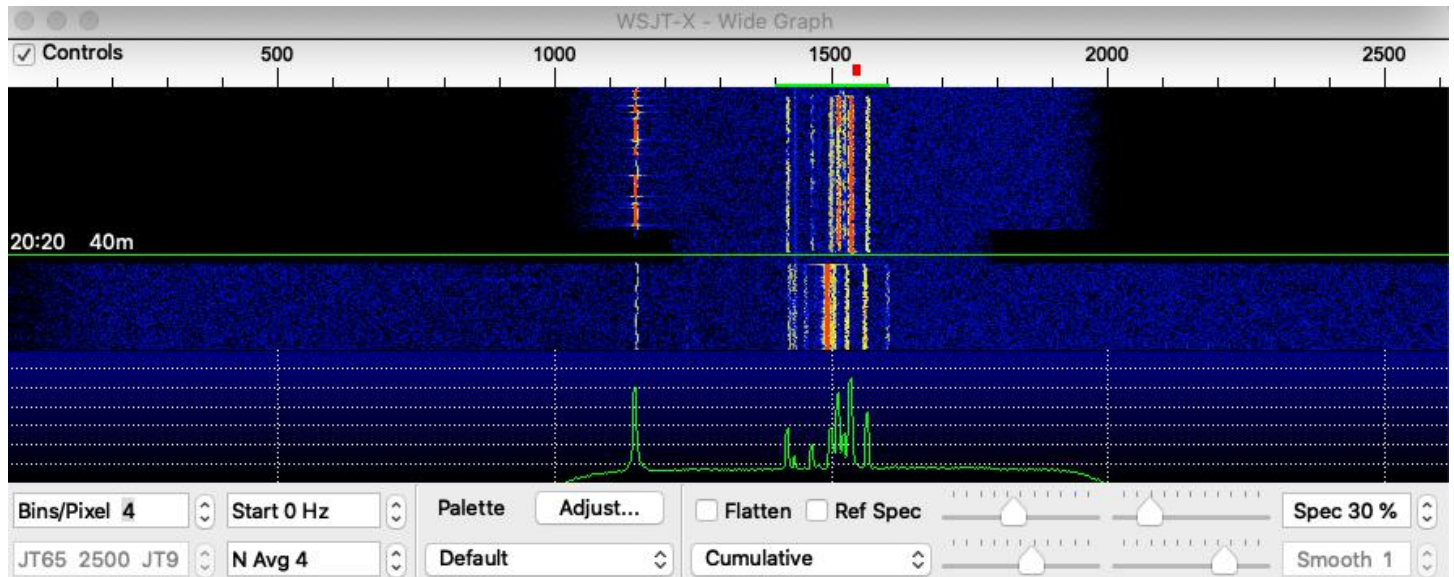 WSJT-X - Wide Graph
Controls 500 1000 1500 2000 2500
20:20 40m
Bins/Pixel 4 Start 0 Hz Palette Adjust... Flatten Ref Spec Spec 30 %
JT65 2500 JT9 N Avg 4 Default Cumulative Smooth 1